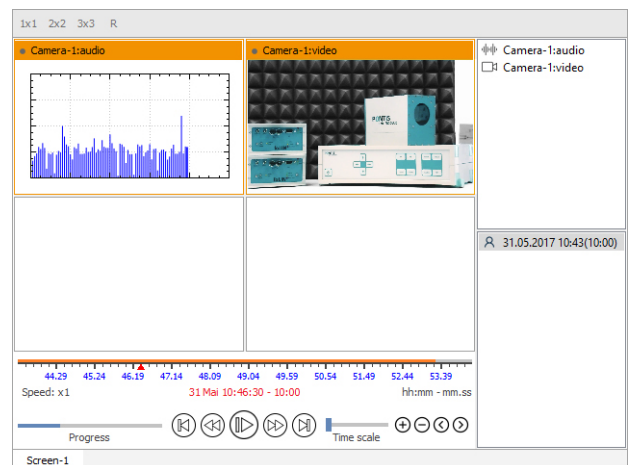 1x1 2x2 3x3 R
Camera-1:audio
Camera-1:video
Camera-1:audio
Camera-1:video
31.05.2017 10:43(10:00)
44.29 45.24 46.19 47.14 48.09 49.04 49.59 50.54 51.49 52.44 53.39
Speed: x1 31 Mai 10:46:30 - 10:00 hh:mm - mm.ss
Progress
Time scale
Screen-1